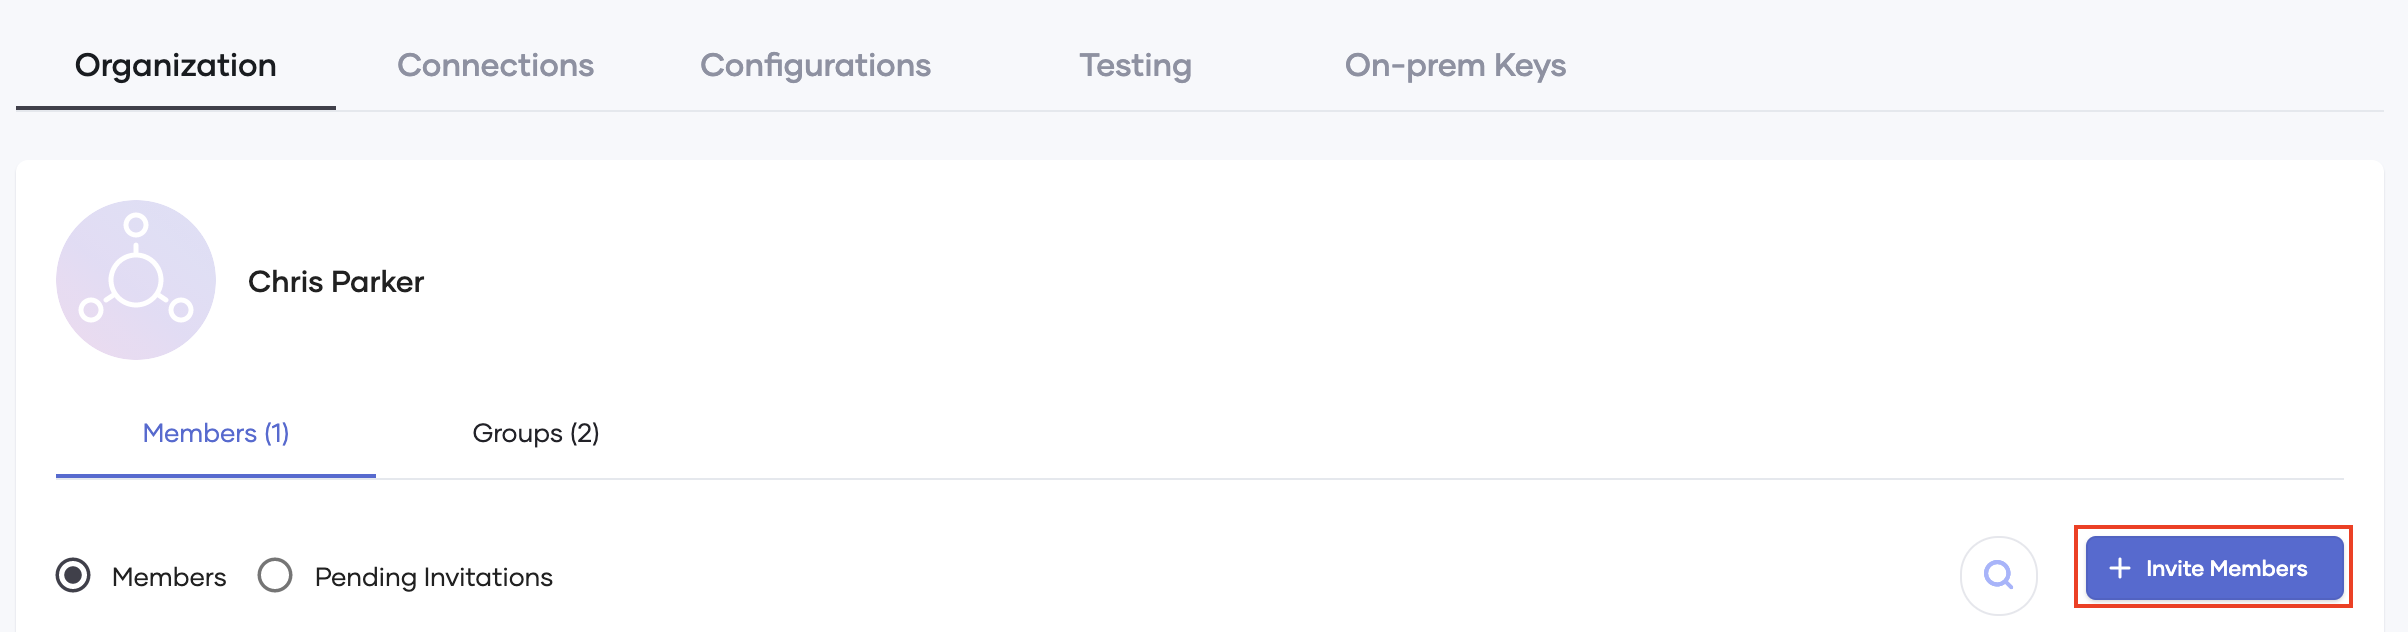 Organization Connections Configurations Testing On-prem Keys
Chris Parker
Members (1) Groups (2)
Members Pending Invitations + Invite Members